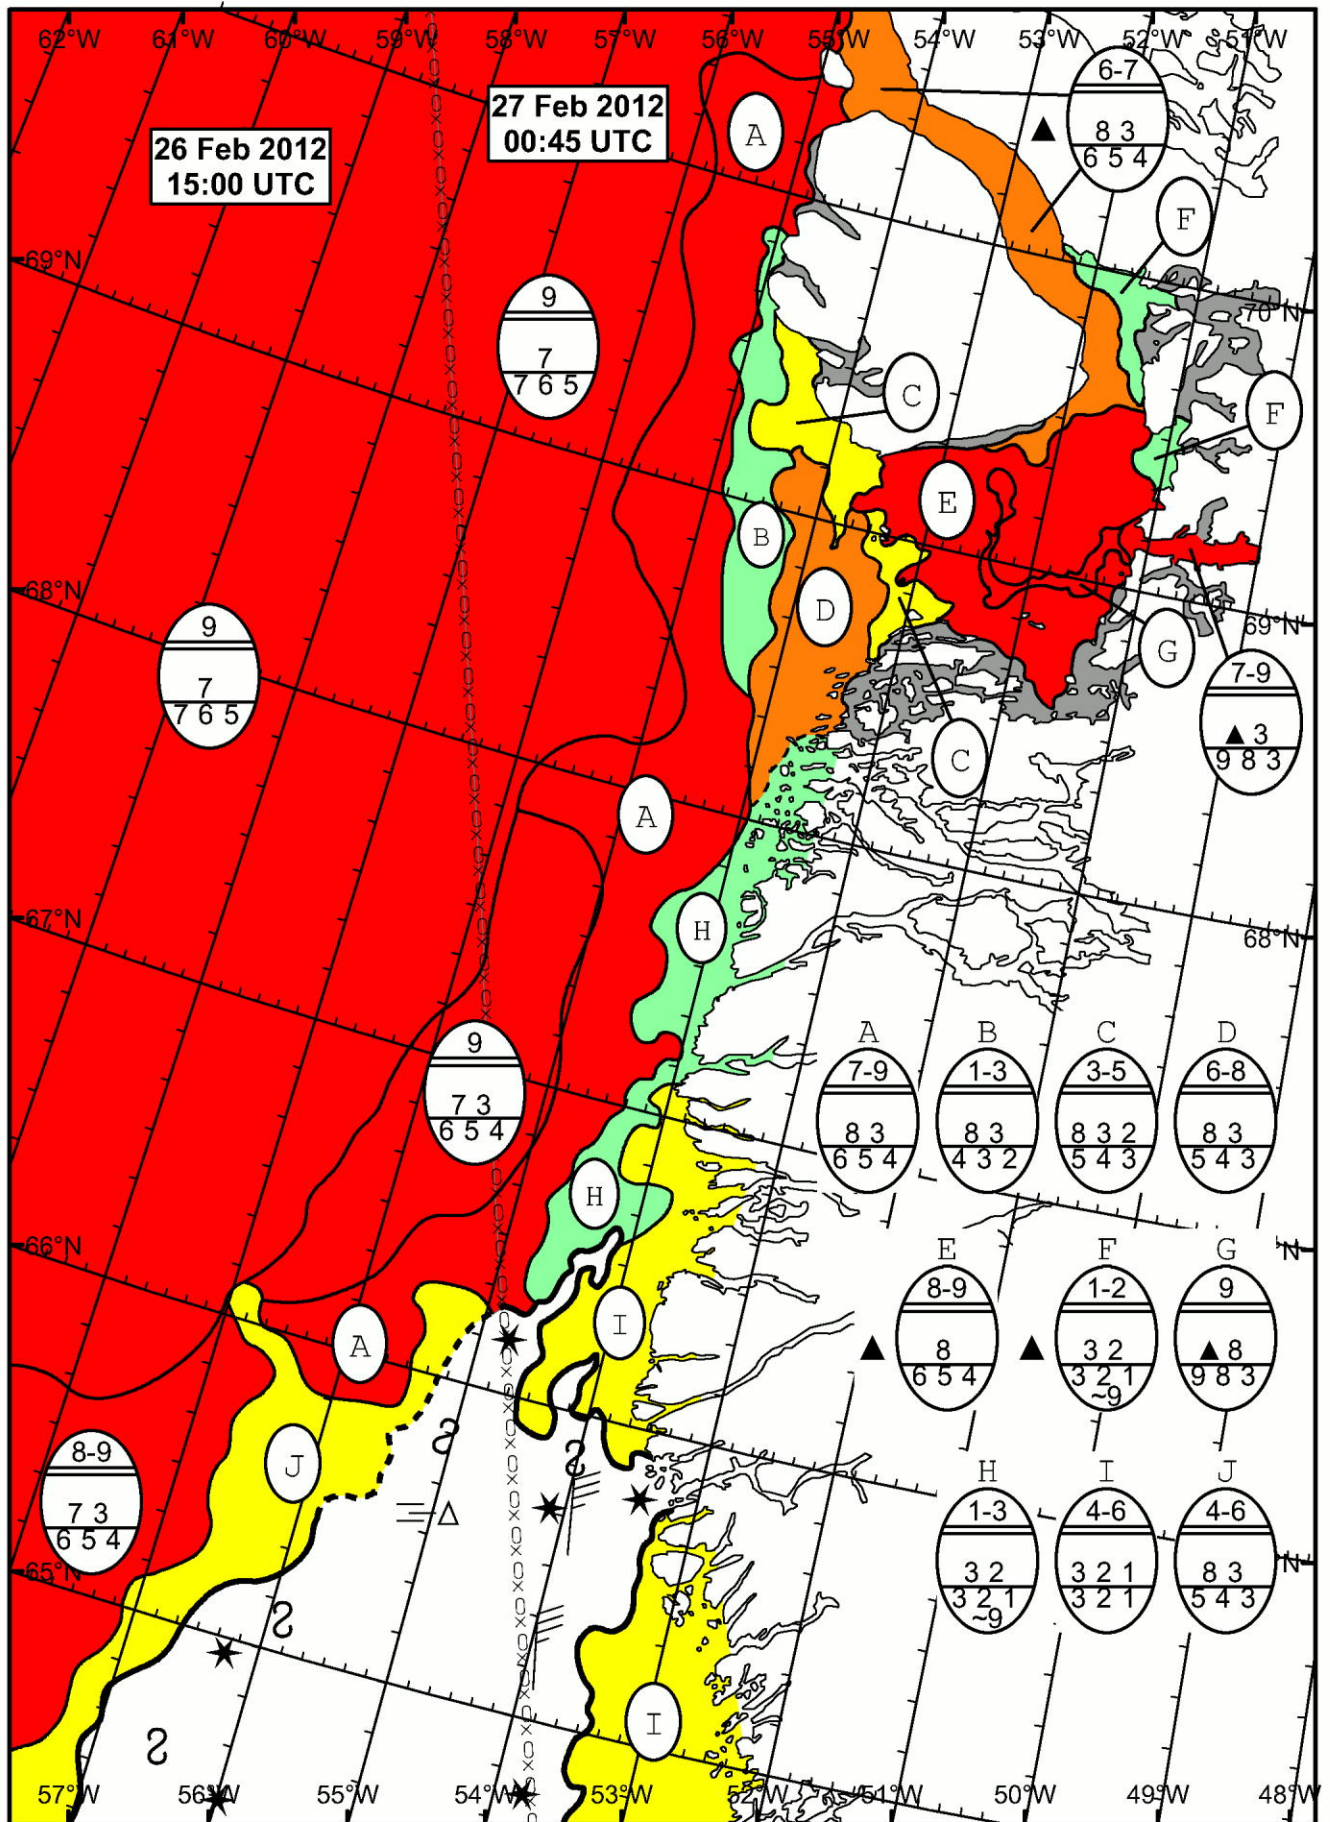 62°W 61°W 60°W 59°W 58°W 57°W 56°W 55°W 54°W 53°W 52°W 51°W
26 Feb 2012
15:00 UTC
27 Feb 2012
00:45 UTC
A
6-7
8 3
6 5 4
F
69°N
70°N
9
7
7 6 5
C
F
E
B
D
68°N
69°N
G
9
7
7 6 5
7-9
▲ 3
9 8 3
C
A
67°N
H
68°N
9
7 3
6 5 4
A B C D
7-9 1-3 3-5 6-8
8 3 8 3 8 3 2 8 3
6 5 4 4 3 2 5 4 3 5 4 3
H
66°N
N
E F G
8-9 1-2 9
8 3 2 ▲ 8
6 5 4 3 2 1 9 8 3
~9
I
A
J
8-9
7 3
6 5 4
H I J
1-3 4-6 4-6
3 2 3 2 1 8 3
3 2 1 3 2 1 5 4 3
~9
65°N
N
I
57°W 56°W 55°W 54°W 53°W 52°W 51°W 50°W 49°W 48°W